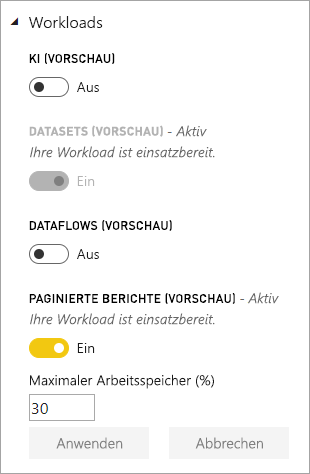 Workloads
KI (VORSCHAU)
Aus
DATASETS (VORSCHAU) - Aktiv
Ihre Workload ist einsatzbereit.
Ein
DATAFLOWS (VORSCHAU)
Aus
PAGINIERTE BERICHTE (VORSCHAU) - Aktiv
Ihre Workload ist einsatzbereit.
Ein
Maximaler Arbeitsspeicher (%)
30
Anwenden Abbrechen